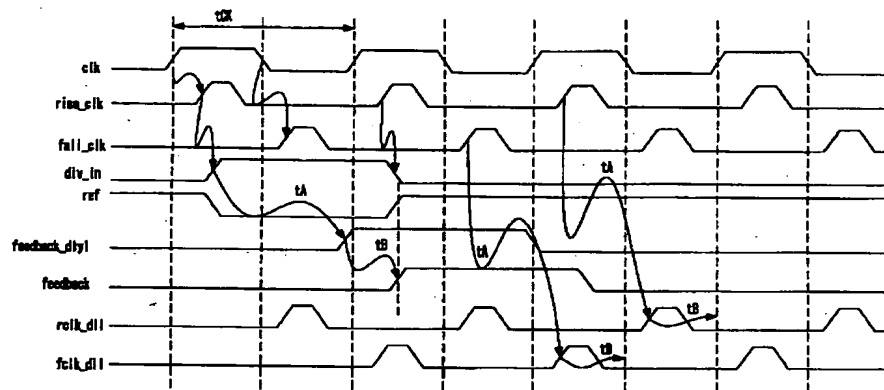 tCK
clk
rise_clk
fall_clk
div_in
tA
tA
ref
feedback_dly1
tB
tA
feedback
rclk_dll
tB
fclk_dll
tB